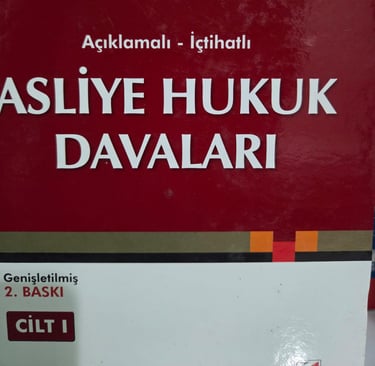 Açıklamalı - İçtihatlı
ASLİYE HUKUK
DAVALARI
Genişletilmiş
2. BASKI
CİLT I